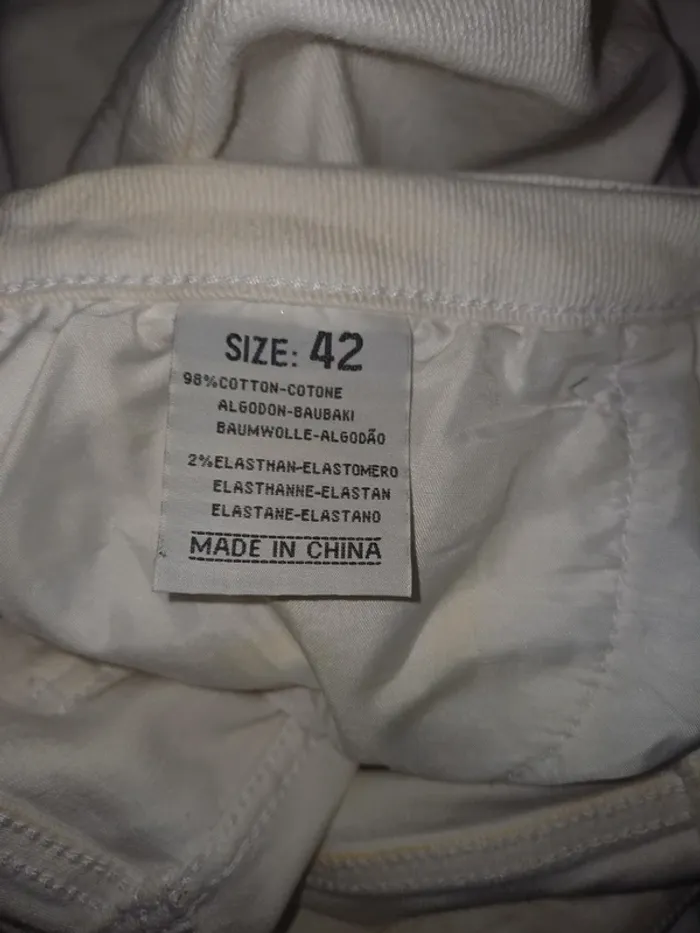 SIZE: 42
98%COTTON-COTONE
ALGODON-BAUBAKI
BAUMWOLLE-ALGODÃO
2%ELASTHAN-ELASTOMERO
ELASTHANNE-ELASTAN
ELASTANE-ELASTANO
MADE IN CHINA